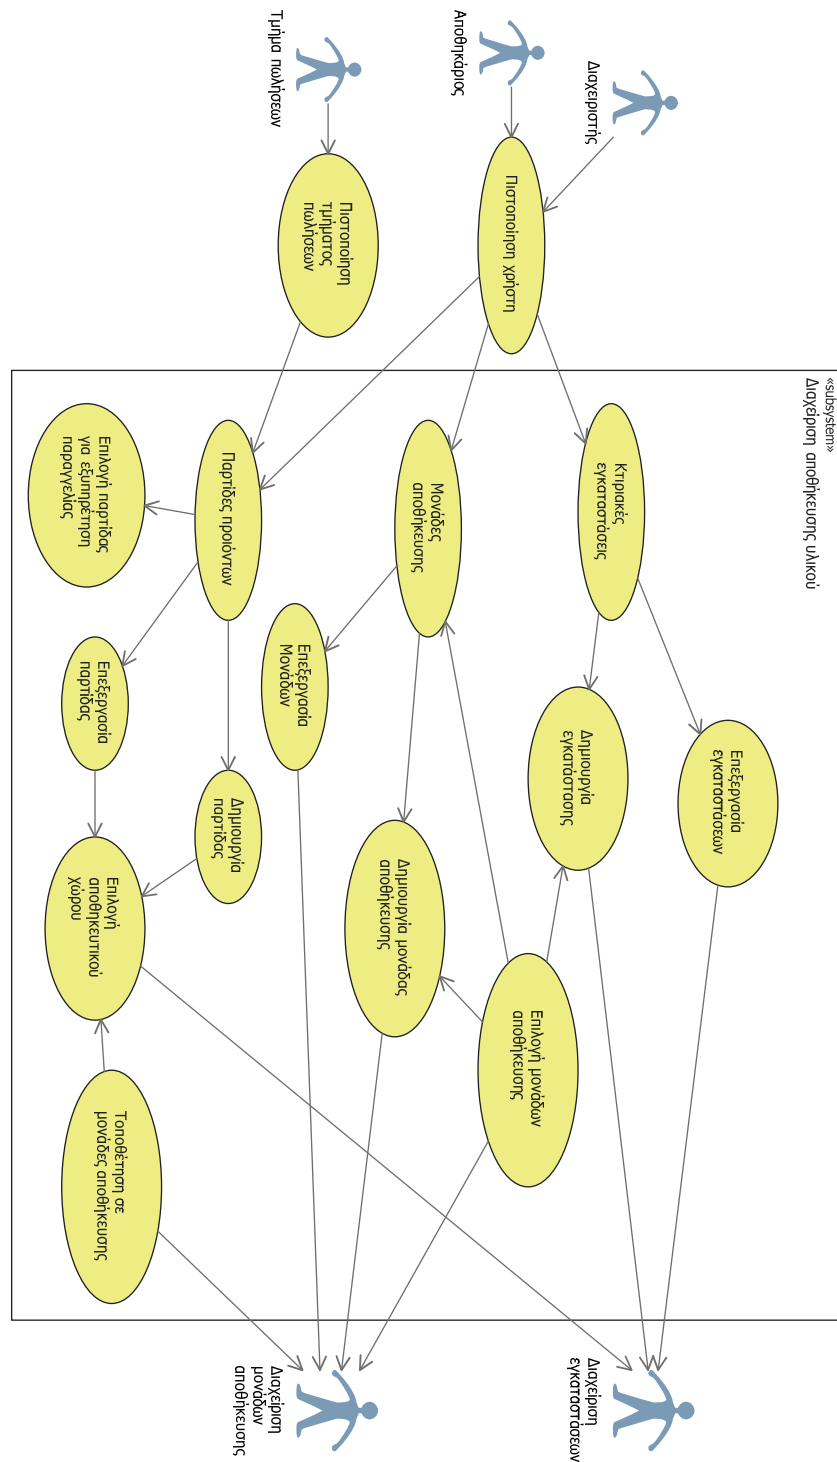 «subsystem»
Διαχείριση αποθήκευσης υλικού
Διαχειριστής
Αποθηκάριος
Τμήμα πωλήσεων
Πιστοποίηση χρήστη
Πιστοποίηση
τμήματος
πωλήσεων
Κτιριακές
εγκαταστάσεις
Μονάδες
αποθήκευσης
Παρτίδες προιόντων
Επιλογή παρτίδας
για εξυπηρέτηση
παραγγελίας
Επεξεργασία
εγκαταστάσεων
Δημιουργία
εγκατάστασης
Επεξεργασία
Μονάδων
Επεξεργασία
παρτίδας
Δημιουργία
παρτίδας
Δημιουργία μονάδας
αποθήκευσης
Επιλογή μονάδων
αποθήκευσης
Επιλογή
αποθηκευτικού
χώρου
Τοποθέτηση σε
μονάδες αποθήκευσης
Διαχείριση
εγκαταστάσεων
Διαχείριση
μονάδων
αποθήκευσης